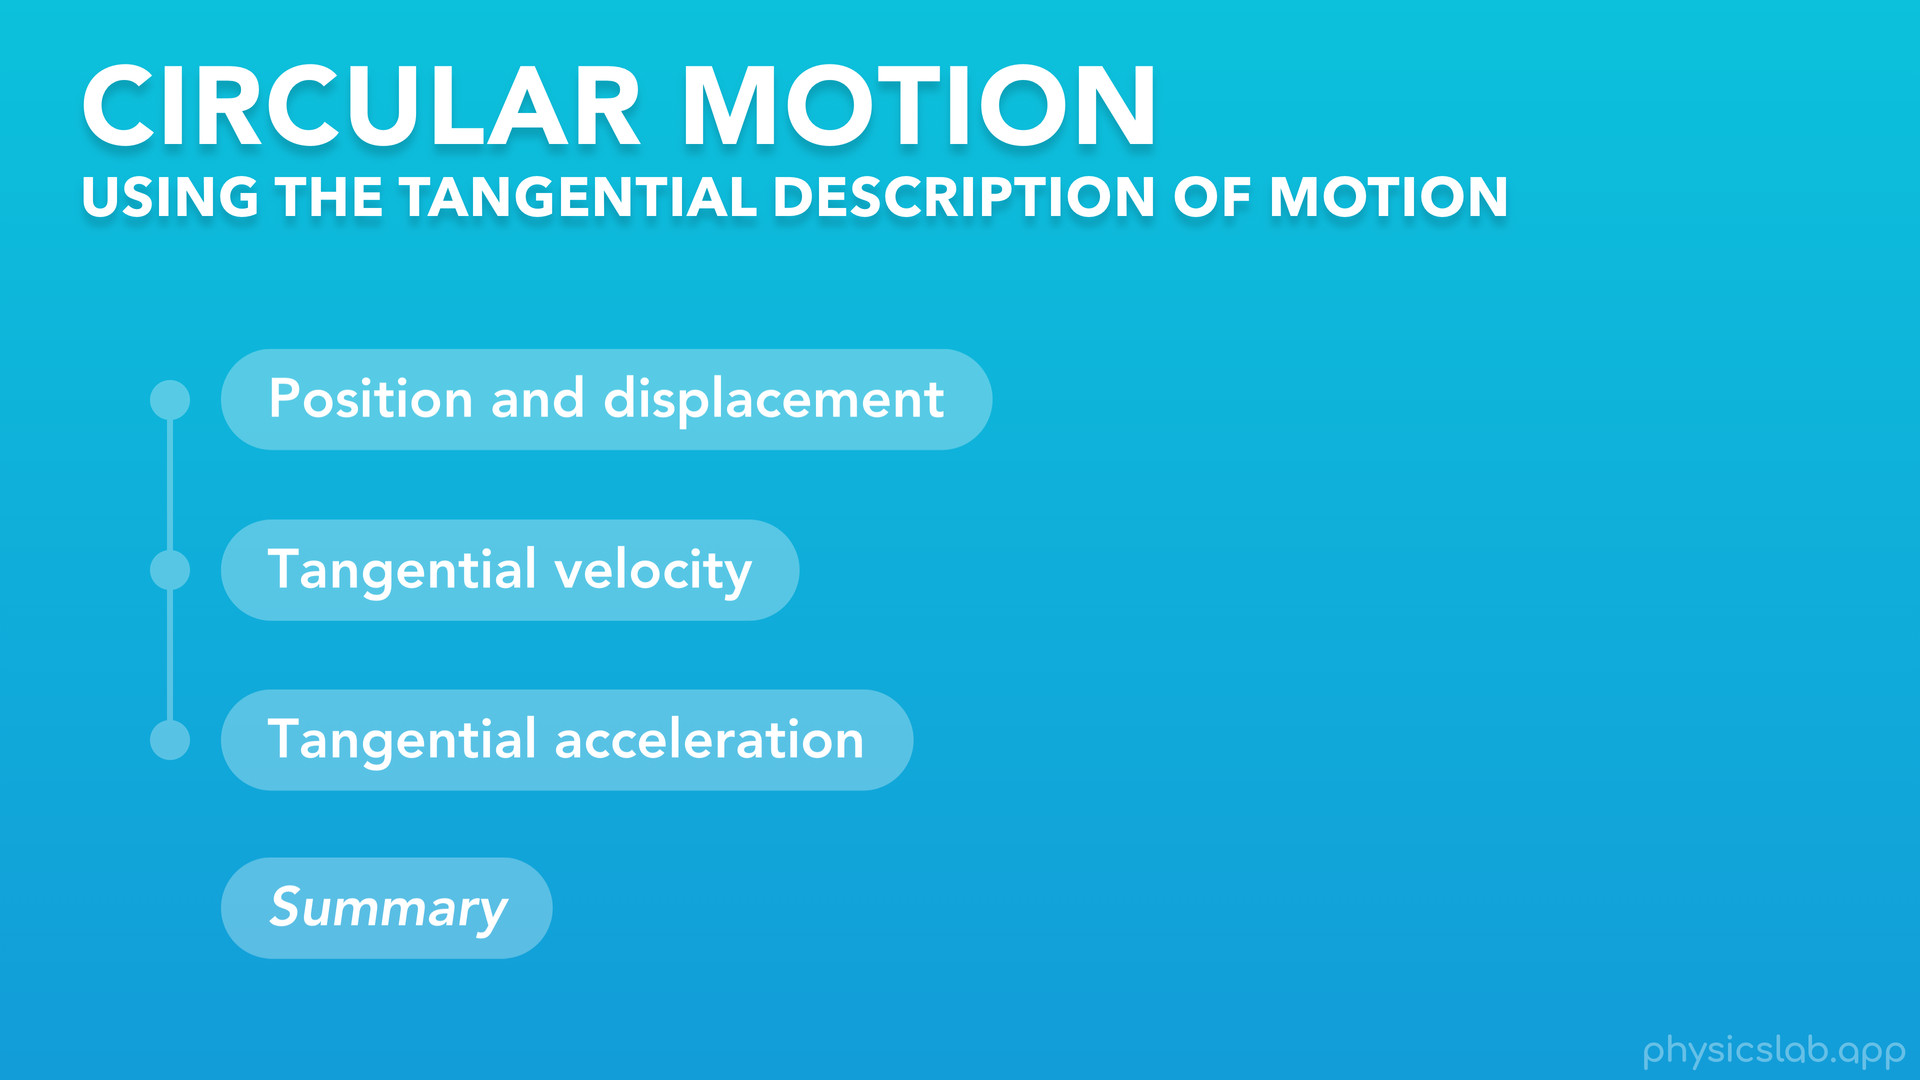 CIRCULAR MOTION
USING THE TANGENTIAL DESCRIPTION OF MOTION
Position and displacement
Tangential velocity
Tangential acceleration
Summary
physicslab.app